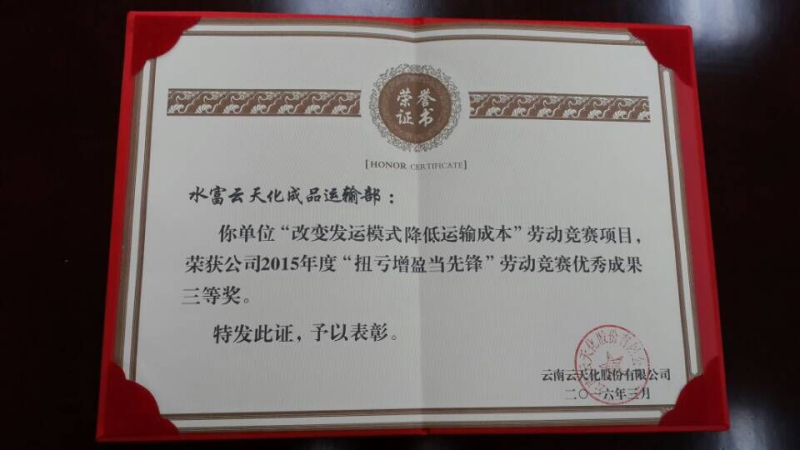 荣誉
证书
[HONOR CERTIFICATE]
水富云天化成品运输部：
你单位“改变发运模式降低运输成本”劳动竞赛项目，
荣获公司2015年度“扭亏增盈当先锋”劳动竞赛优秀成果
三等奖。
特发此证，予以表彰。
云南云天化股份有限公司
二〇一六年三月